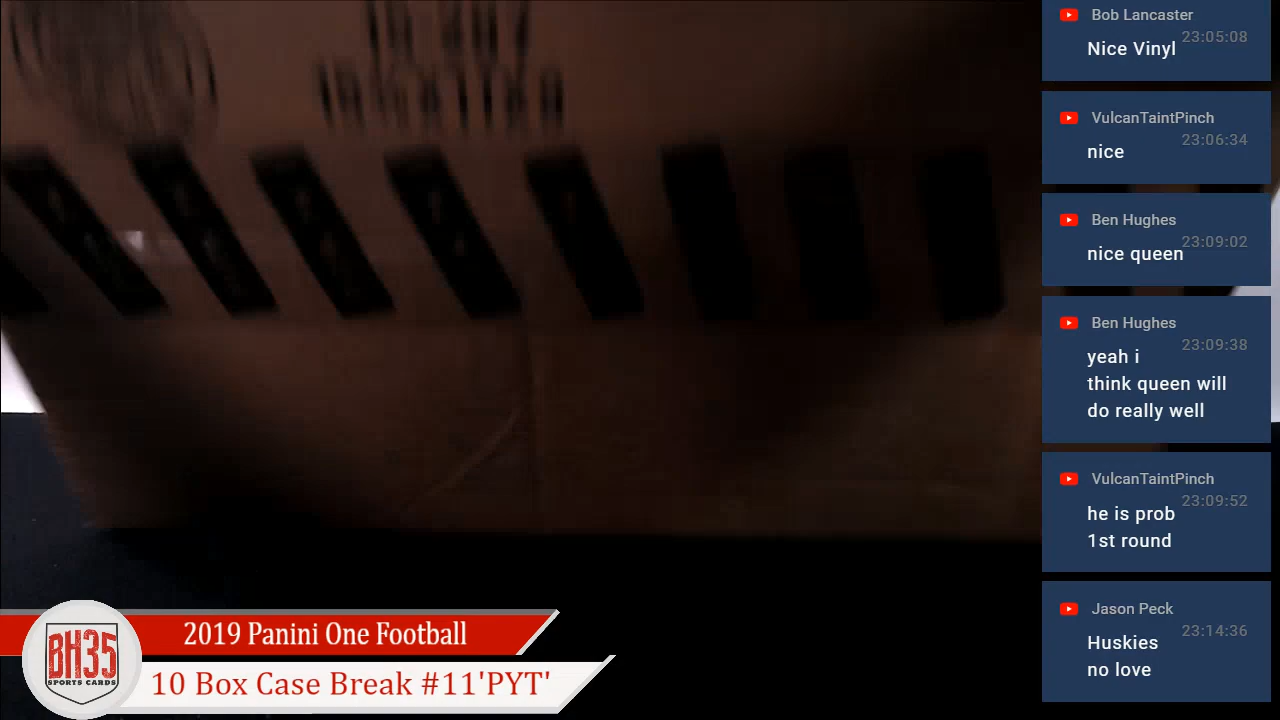 Bob Lancaster
23:05:08
Nice Vinyl
VulcanTaintPinch
23:06:34
nice
Ben Hughes
23:09:02
nice queen
Ben Hughes
23:09:38
yeah i
think queen will
do really well
VulcanTaintPinch
23:09:52
he is prob
1st round
Jason Peck
23:14:36
Huskies
no love
2019 Panini One Football
10 Box Case Break #11'PYT'
BH35
SPORTS CARDS